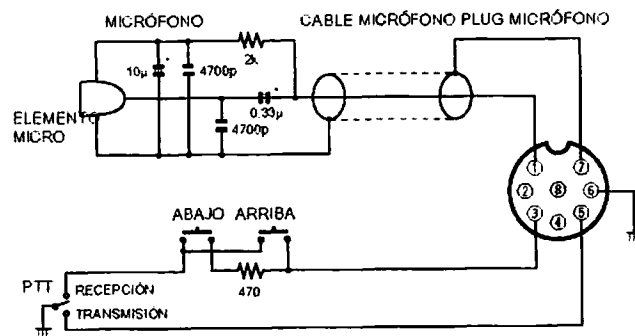 MICRÓFONO
CABLE MICRÓFONO PLUG MICRÓFONO
2k
10µ
4700p
0.33µ
4700p
ELEMENTO
MICRO
1
7
2
8
6
3
4
5
ABAJO ARRIBA
470
PTT
RECEPCIÓN
TRANSMISIÓN